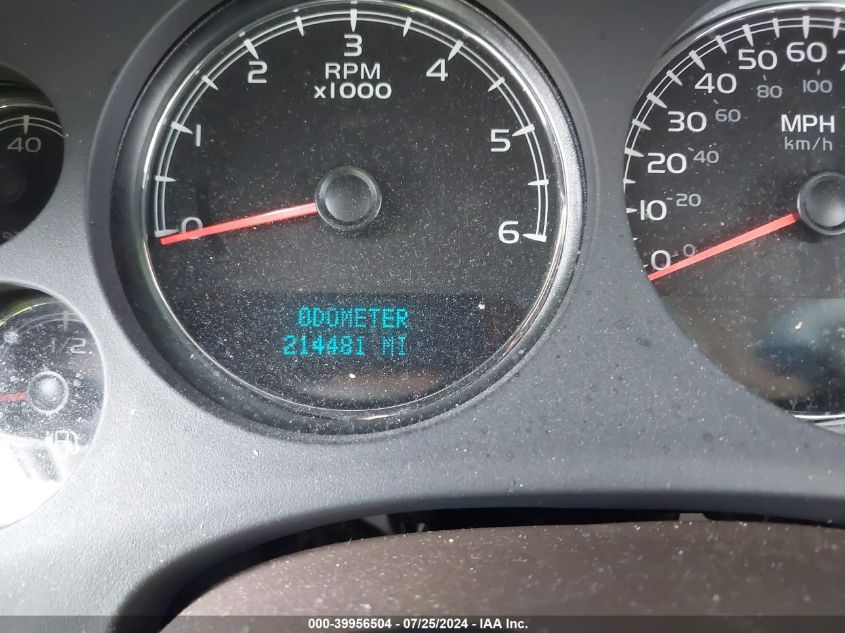 0 1 2 3 4 5 6
RPM
x1000
ODOMETER
214481 MI
40
1/2
0 10 20 30 40 50 60
0 20 40 60 80 100
MPH
km/h
000-39956504 / 07/25/2024 - IAA Inc.